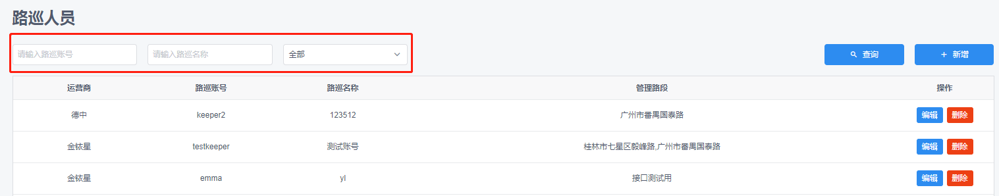 路巡人员
请输入路巡账号 请输入路巡名称 全部 查询 + 新增
运营商 路巡账号 路巡名称 管理路段 操作
德中 keeper2 123512 广州市番禺国泰路 编辑 删除
金铱星 testkeeper 测试账号 桂林市七星区毅峰路,广州市番禺国泰路 编辑 删除
金铱星 emma yl 接口测试用 编辑 删除